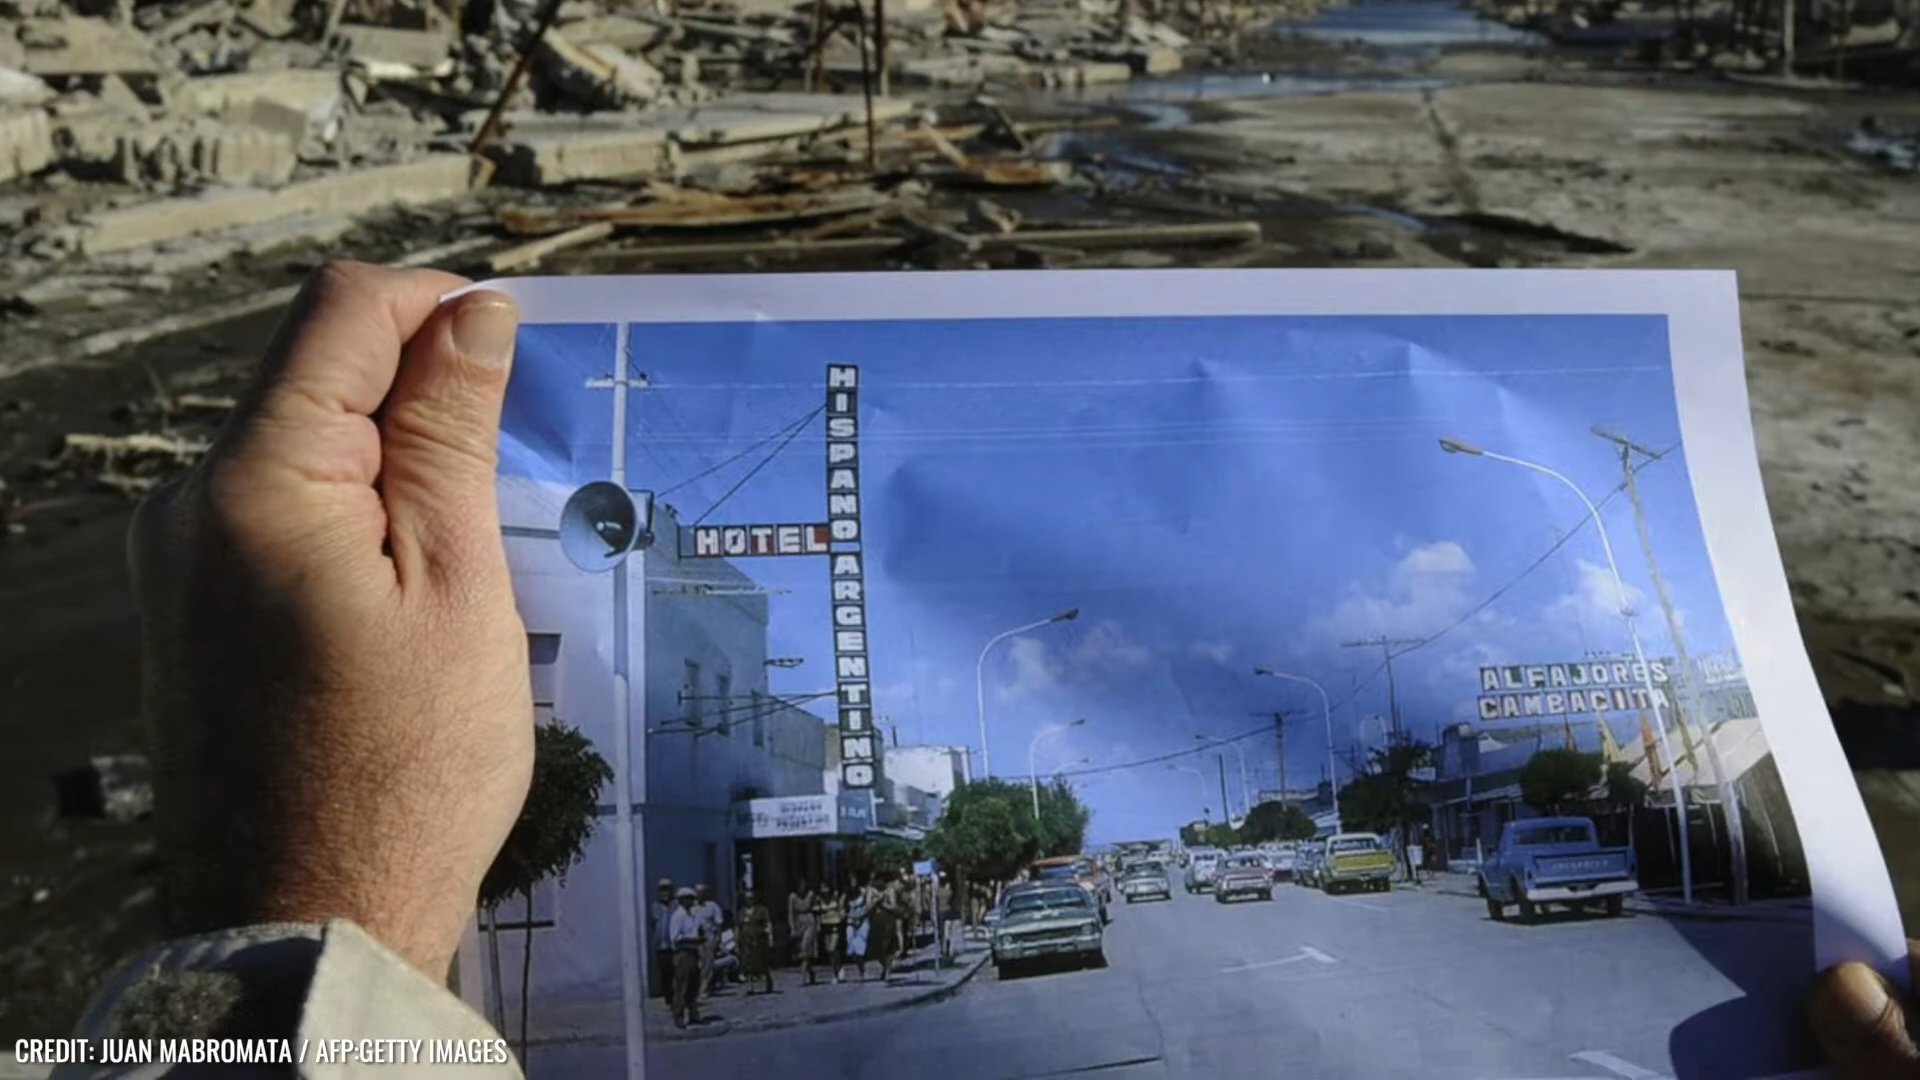 HISPANO ARGENTINO
HOTEL
ALFAJORES
CAMBACITA
CREDIT: JUAN MABROMATA / AFP:GETTY IMAGES